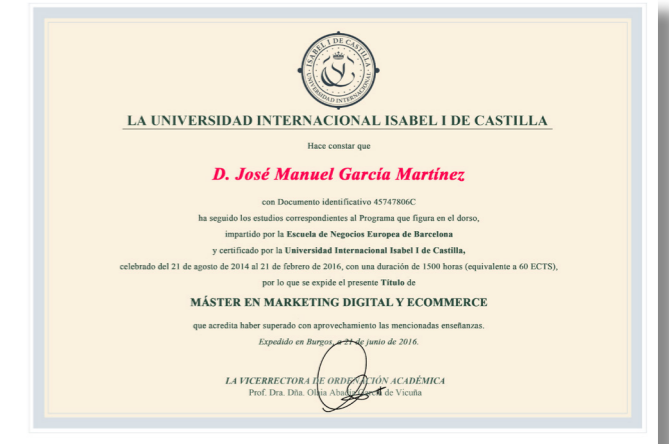 ISABEL I DE CASTILLA
UNIVERSIDAD INTERNACIONAL
LA UNIVERSIDAD INTERNACIONAL ISABEL I DE CASTILLA
Hace constar que
D. José Manuel García Martínez
con Documento identificativo 45747806C
ha seguido los estudios correspondientes al Programa que figura en el dorso,
impartido por la Escuela de Negocios Europea de Barcelona
y certificado por la Universidad Internacional Isabel I de Castilla,
celebrado del 21 de agosto de 2014 al 21 de febrero de 2016, con una duración de 1500 horas (equivalente a 60 ECTS),
por lo que se expide el presente Título de
MÁSTER EN MARKETING DIGITAL Y ECOMMERCE
que acredita haber superado con aprovechamiento las mencionadas enseñanzas.
Expedido en Burgos, a 21 de junio de 2016.
LA VICERRECTORA DE ORDENACIÓN ACADÉMICA
Prof. Dra. Dña. Olga de Vicuña